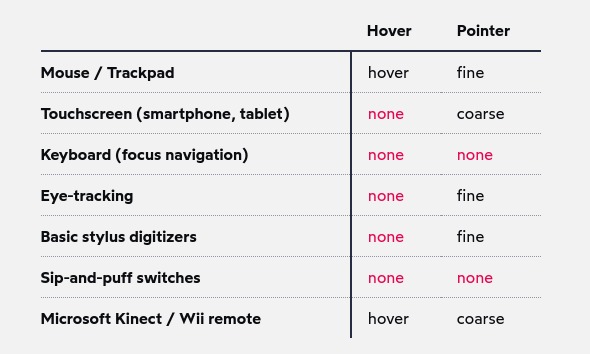 Hover Pointer
Mouse / Trackpad hover fine
Touchscreen (smartphone, tablet) none coarse
Keyboard (focus navigation) none none
Eye-tracking none fine
Basic stylus digitizers none fine
Sip-and-puff switches none none
Microsoft Kinect / Wii remote hover coarse